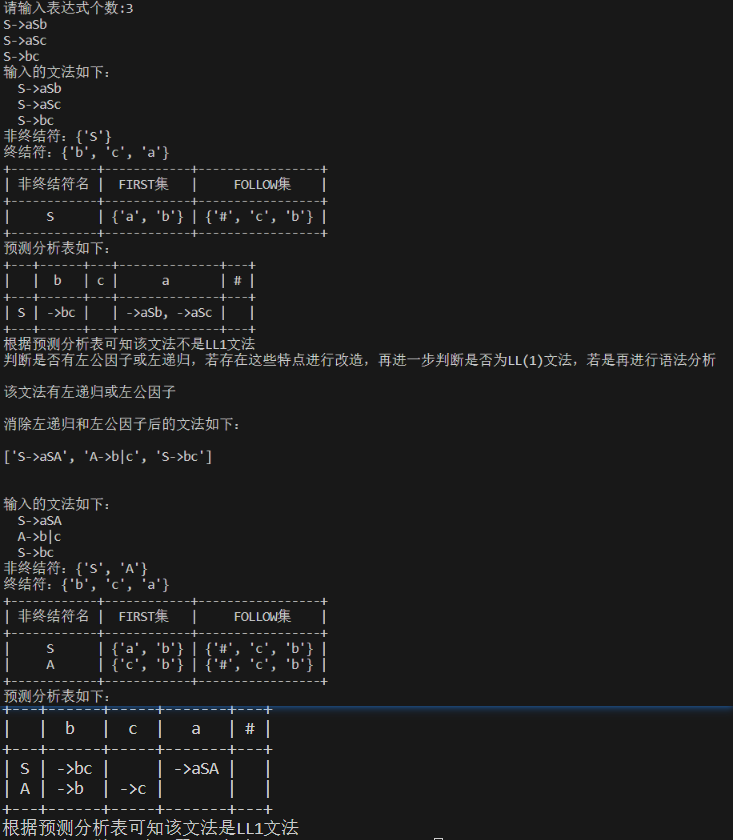 请输入表达式个数:3
S->aSb
S->aSc
S->bc
输入的文法如下：
  S->aSb
  S->aSc
  S->bc
非终结符：{'S'}
终结符：{'b', 'c', 'a'}
+------------+------------+-----------------+
| 非终结符名 |  FIRST集   |     FOLLOW集    |
+------------+------------+-----------------+
|     S      | {'a', 'b'} | {'#', 'c', 'b'} |
+------------+------------+-----------------+
预测分析表如下：
+---+------+---+--------------+---+
|   |  b   | c |      a       | # |
+---+------+---+--------------+---+
| S | ->bc |   | ->aSb, ->aSc |   |
+---+------+---+--------------+---+
根据预测分析表可知该文法不是LL1文法
判断是否有左公因子或左递归，若存在这些特点进行改造，再进一步判断是否为LL(1)文法，若是再进行语法分析
该文法有左递归或左公因子
消除左递归和左公因子后的文法如下：
['S->aSA', 'A->b|c', 'S->bc']
输入的文法如下：
  S->aSA
  A->b|c
  S->bc
非终结符：{'S', 'A'}
终结符：{'b', 'c', 'a'}
+------------+------------+-----------------+
| 非终结符名 |  FIRST集   |     FOLLOW集    |
+------------+------------+-----------------+
|     S      | {'a', 'b'} | {'#', 'c', 'b'} |
|     A      | {'c', 'b'} | {'#', 'c', 'b'} |
+------------+------------+-----------------+
预测分析表如下：
+---+------+-----+-------+---+
|   |  b   |  c  |   a   | # |
+---+------+-----+-------+---+
| S | ->bc |     | ->aSA |   |
| A | ->b  | ->c |       |   |
+---+------+-----+-------+---+
根据预测分析表可知该文法是LL1文法